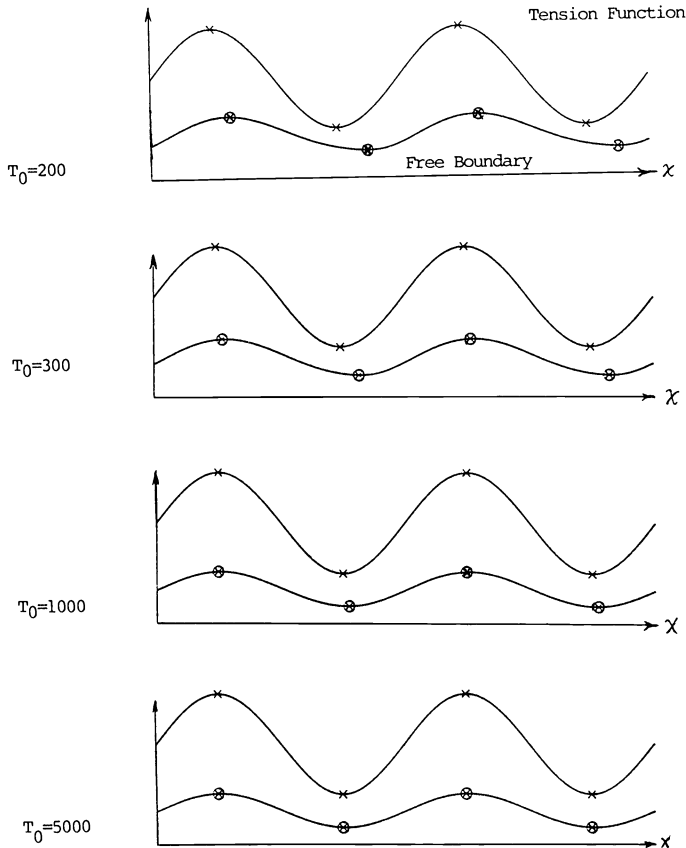 Tension Function
T0=200
Free Boundary
χ
T0=300
χ
T0=1000
χ
T0=5000
x